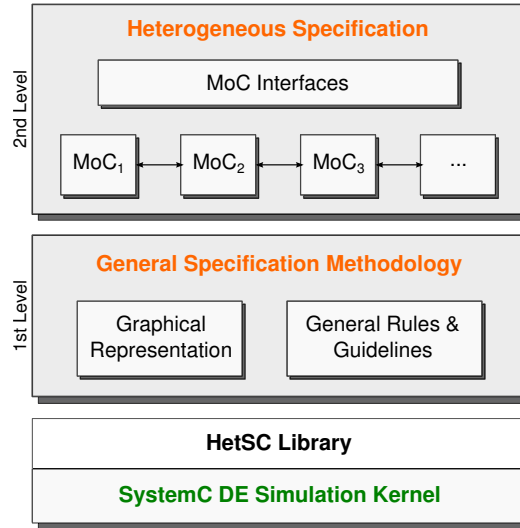 Heterogeneous Specification
2nd Level
MoC Interfaces
MoC₁
MoC₂
MoC₃
...
General Specification Methodology
1st Level
Graphical
Representation
General Rules &
Guidelines
HetSC Library
SystemC DE Simulation Kernel